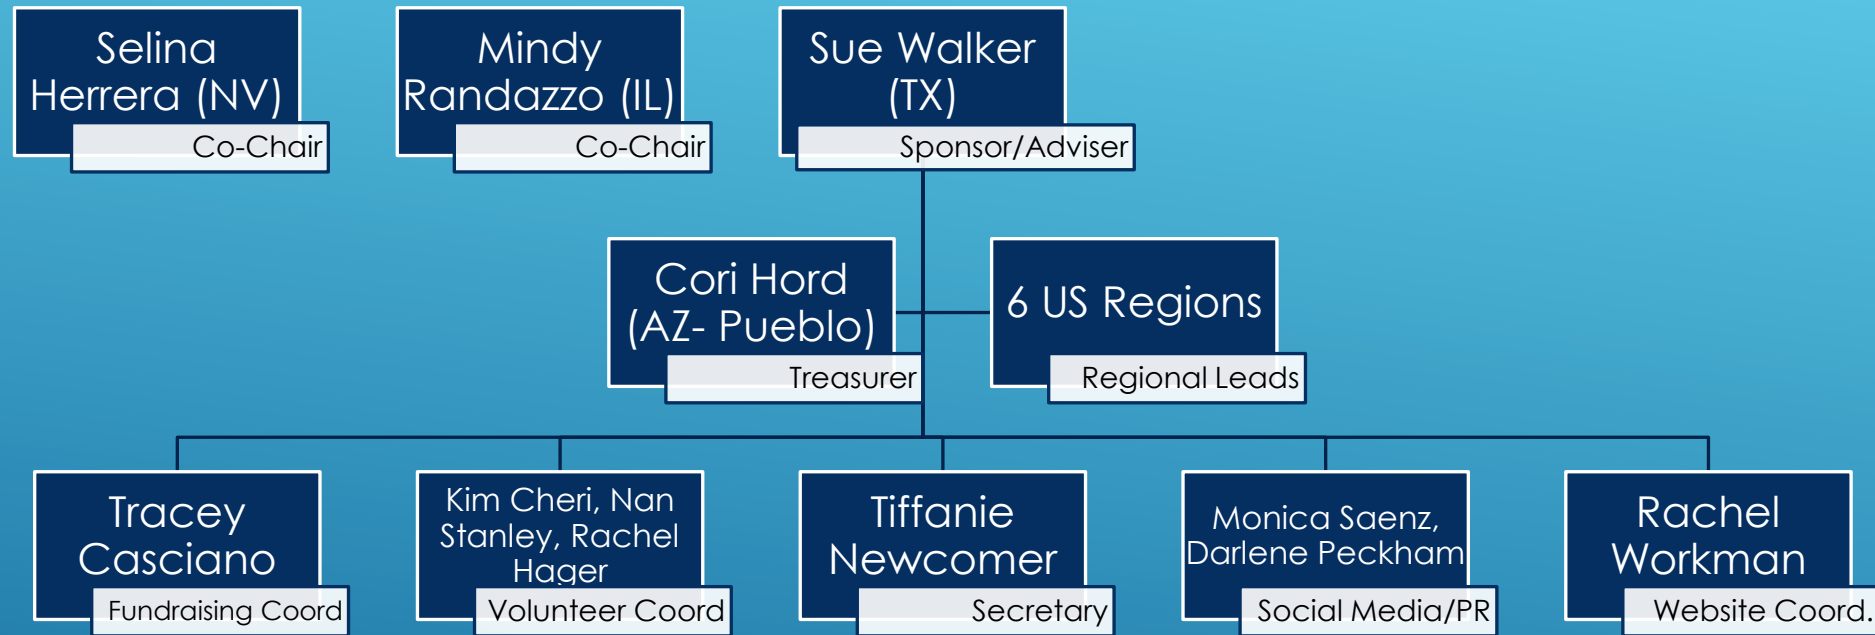 Selina
Herrera (NV)
Co-Chair
Mindy
Randazzo (IL)
Co-Chair
Sue Walker
(TX)
Sponsor/Adviser
Cori Hord
(AZ- Pueblo)
Treasurer
6 US Regions
Regional Leads
Tracey
Casciano
Fundraising Coord
Kim Cheri, Nan
Stanley, Rachel
Hager
Volunteer Coord
Tiffanie
Newcomer
Secretary
Monica Saenz,
Darlene Peckham
Social Media/PR
Rachel
Workman
Website Coord.